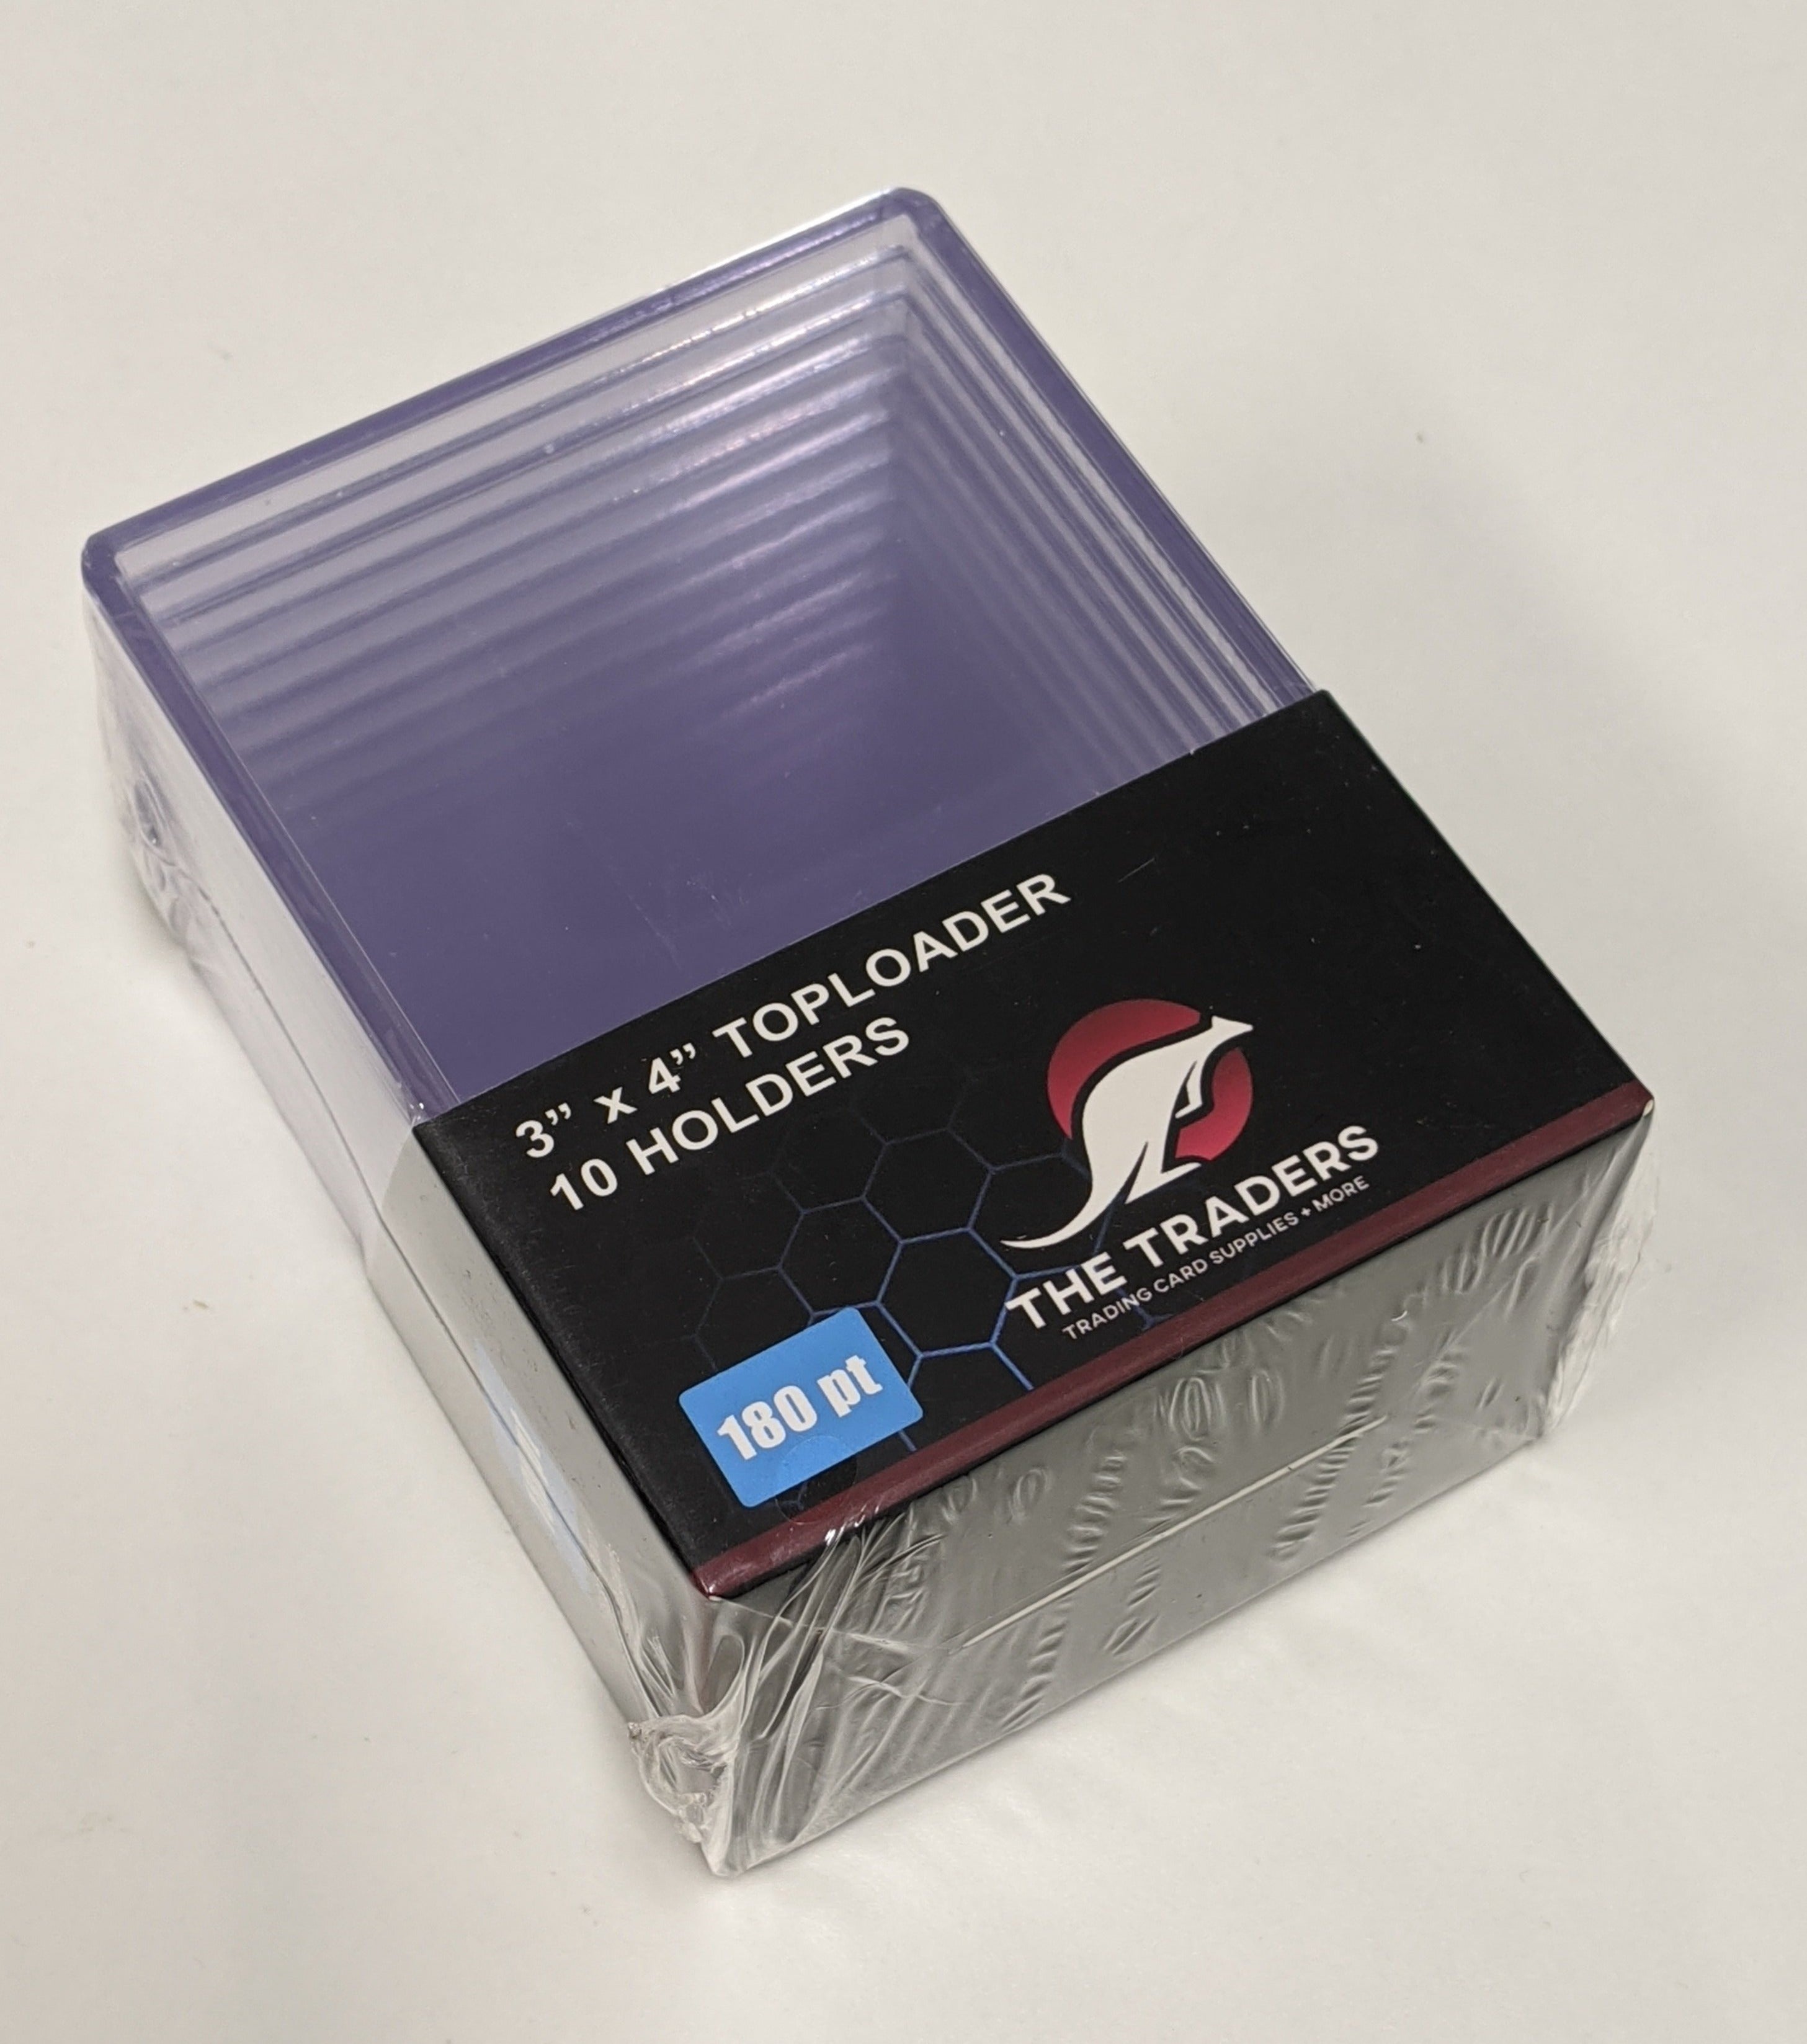 3” x 4” TOPLOADER
10 HOLDERS
THE TRADERS
TRADING CARD SUPPLIES + MORE
180 pt